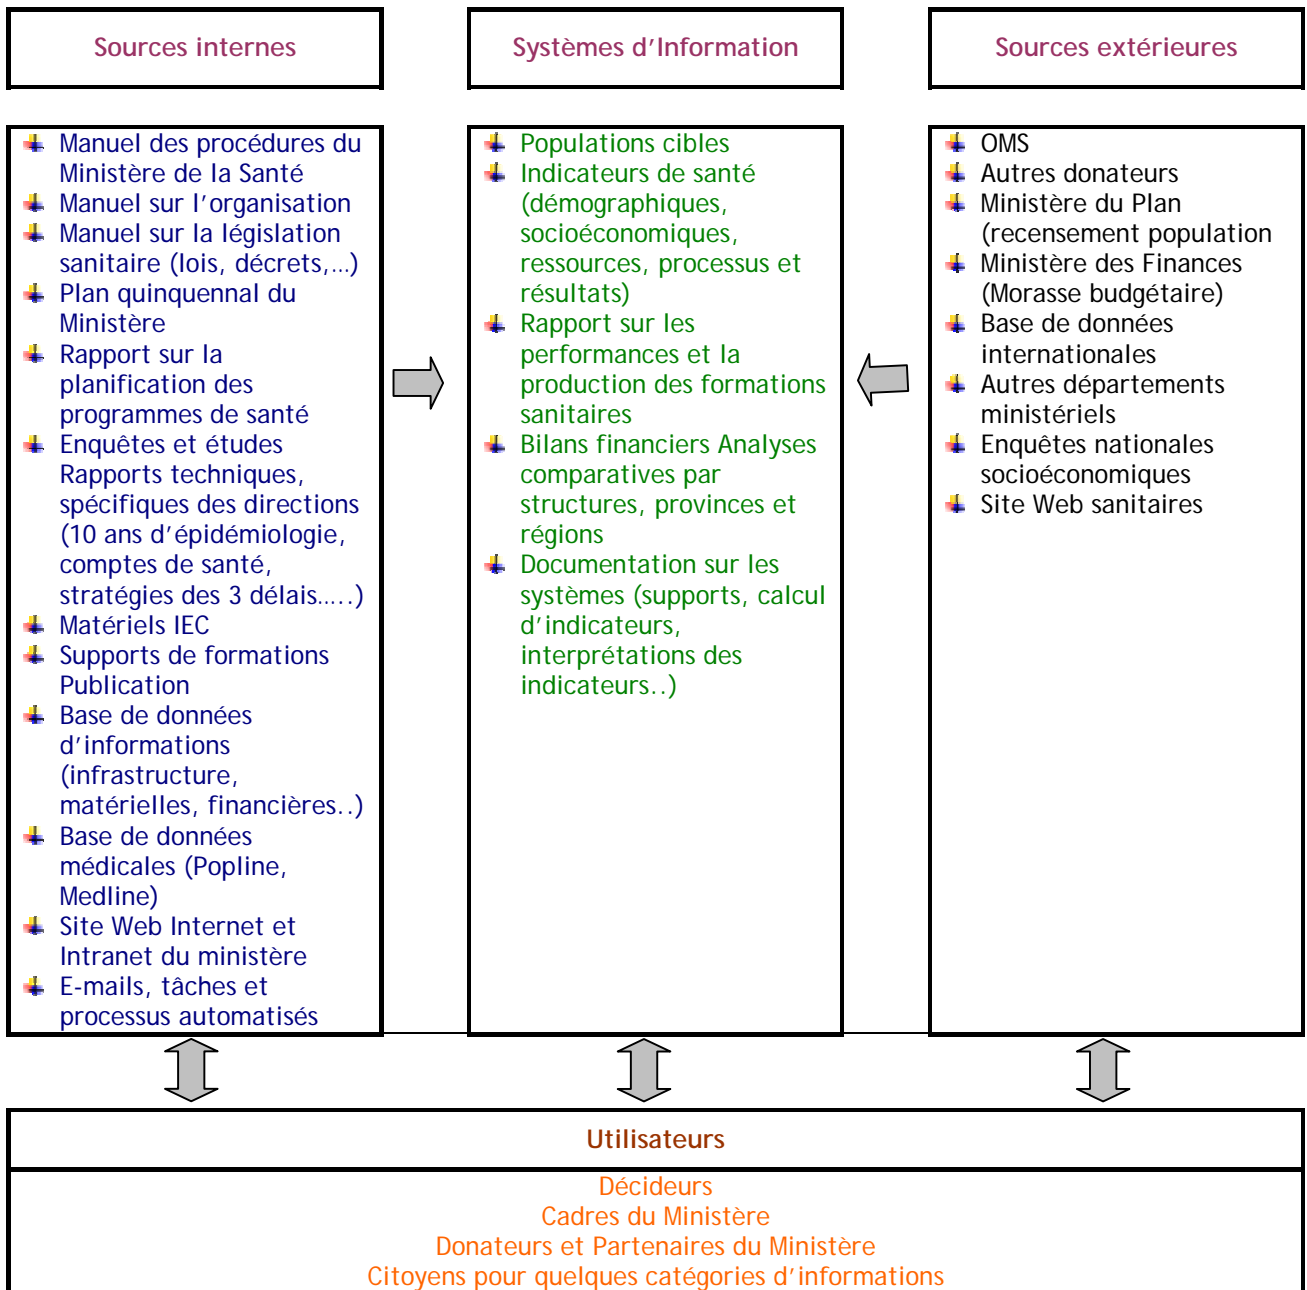 Sources internes
Systèmes d'Information
Sources extérieures
Manuel des procédures du
Ministère de la Santé
Manuel sur l'organisation
Manuel sur la législation
sanitaire (lois, décrets,…)
Plan quinquennal du
Ministère
Rapport sur la
planification des
programmes de santé
Enquêtes et études
Rapports techniques,
spécifiques des directions
(10 ans d'épidémiologie,
comptes de santé,
stratégies des 3 délais…..)
Matériels IEC
Supports de formations
Publication
Base de données
d'informations
(infrastructure,
matérielles, financières..)
Base de données
médicales (Popline,
Medline)
Site Web Internet et
Intranet du ministère
E-mails, tâches et
processus automatisés
Populations cibles
Indicateurs de santé
(démographiques,
socioéconomiques,
ressources, processus et
résultats)
Rapport sur les
performances et la
production des formations
sanitaires
Bilans financiers Analyses
comparatives par
structures, provinces et
régions
Documentation sur les
systèmes (supports, calcul
d'indicateurs,
interprétations des
indicateurs..)
OMS
Autres donateurs
Ministère du Plan
(recensement population
Ministère des Finances
(Morasse budgétaire)
Base de données
internationales
Autres départements
ministériels
Enquêtes nationales
socioéconomiques
Site Web sanitaires
Utilisateurs
Décideurs
Cadres du Ministère
Donateurs et Partenaires du Ministère
Citoyens pour quelques catégories d'informations